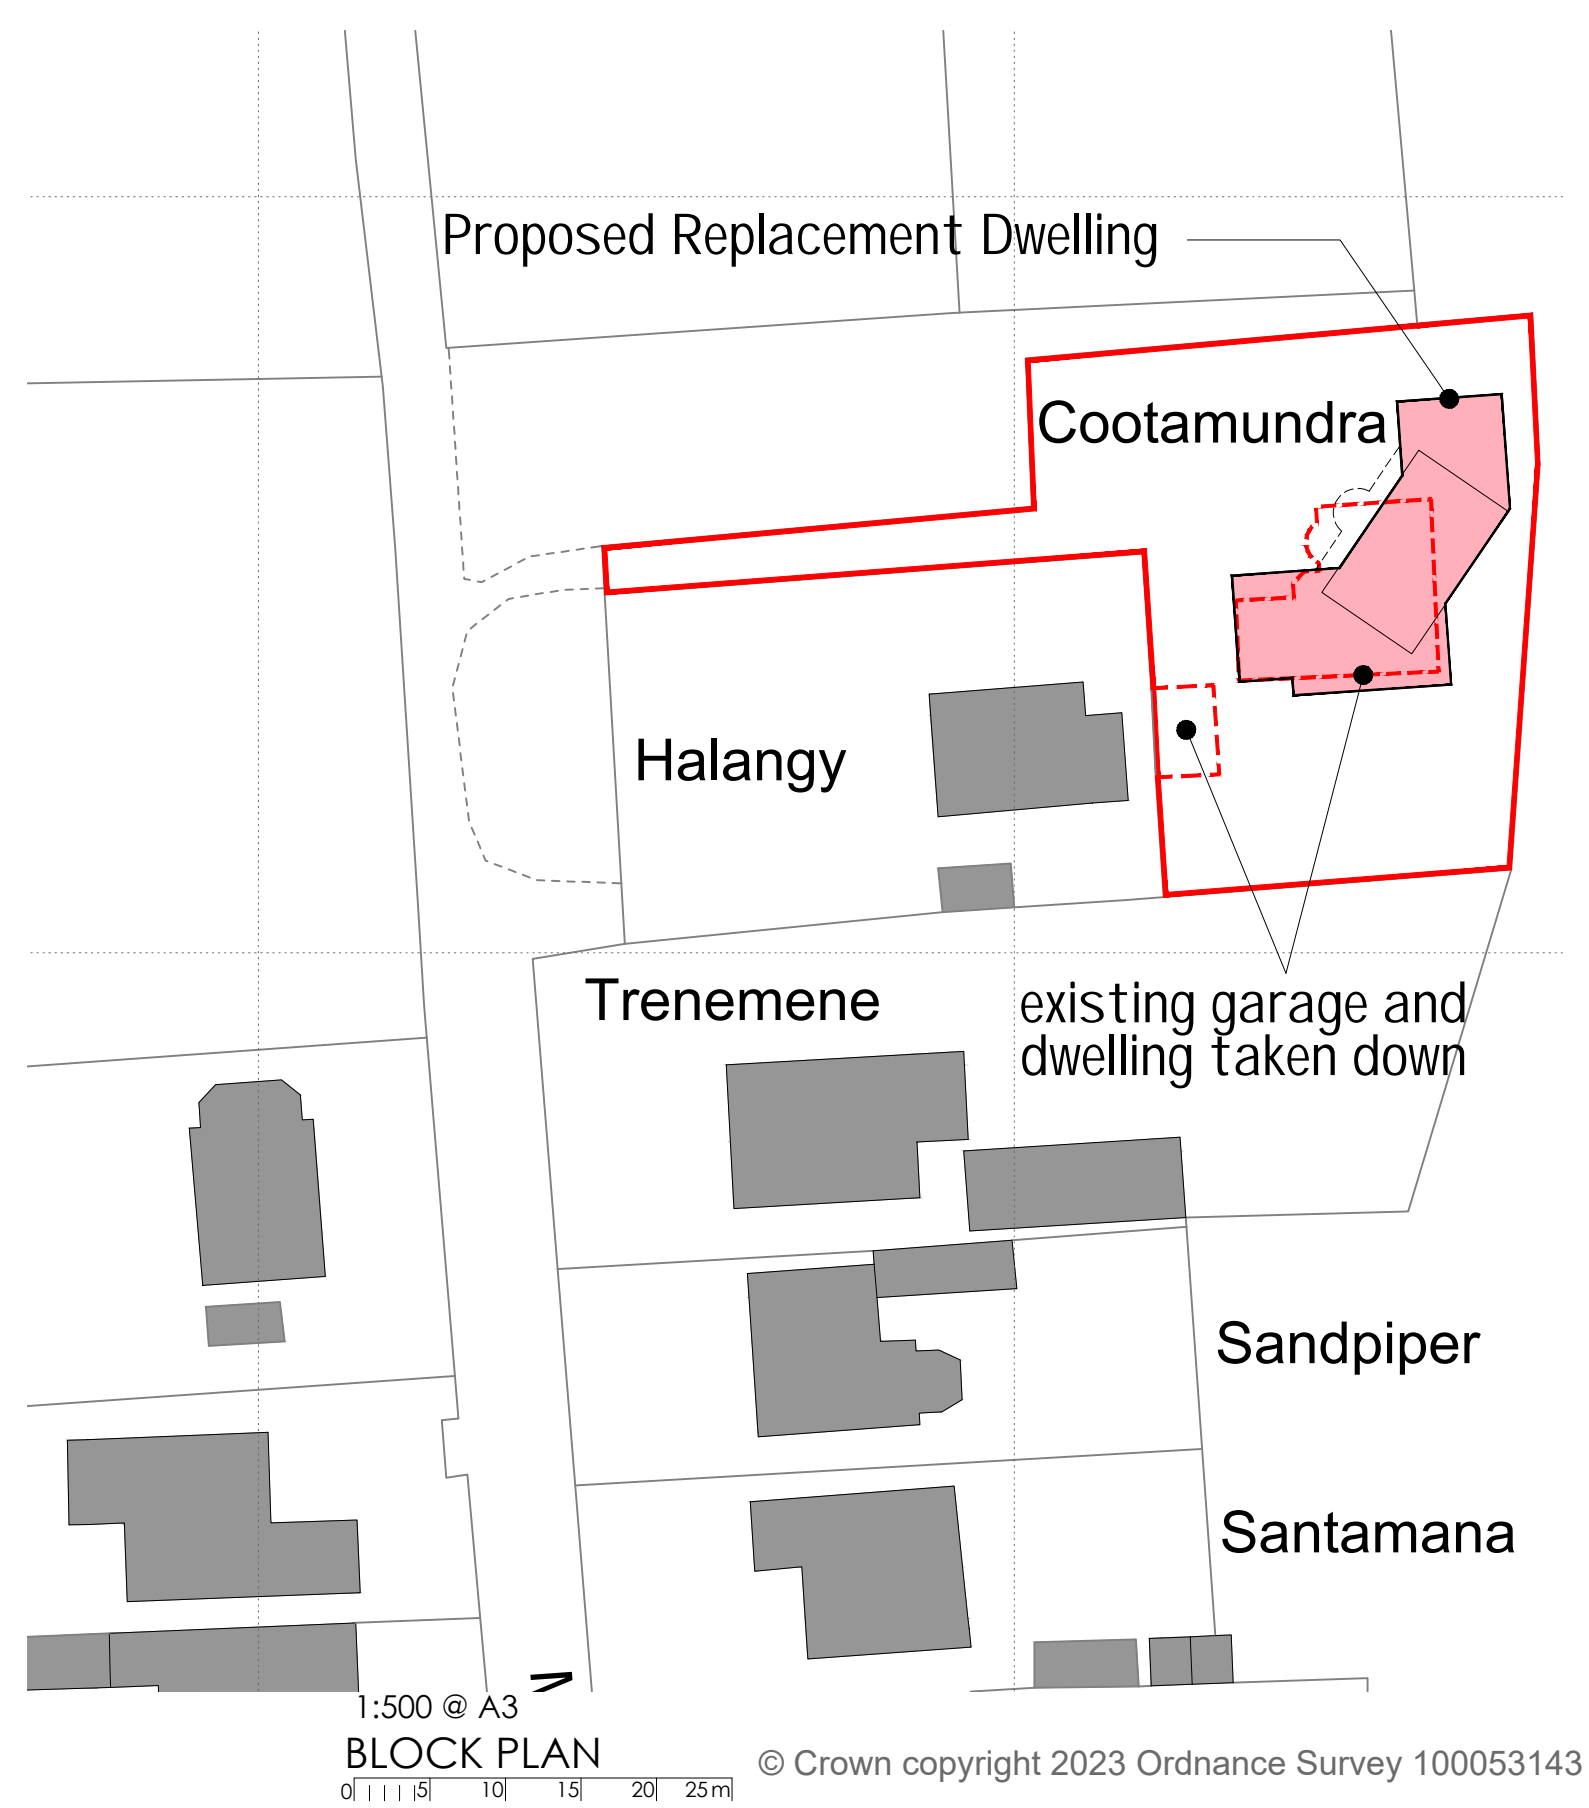 Proposed Replacement Dwelling
Cootamundra
Halangy
Trenemene
existing garage and
dwelling taken down
Sandpiper
Santamana
1:500 @ A3
BLOCK PLAN
0 5 10 15 20 25 m
© Crown copyright 2023 Ordnance Survey 100053143